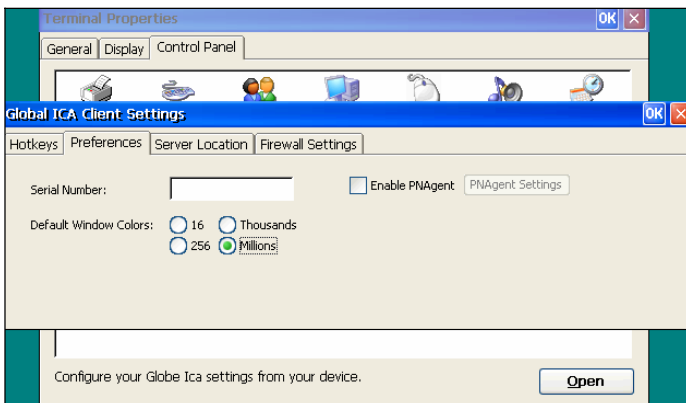 Terminal Properties OK
General Display Control Panel
Global ICA Client Settings OK
Hotkeys Preferences Server Location Firewall Settings
Serial Number: Enable PNAgent PNAgent Settings
Default Window Colors: 16 Thousands
256 Millions
Configure your Globe Ica settings from your device. Open